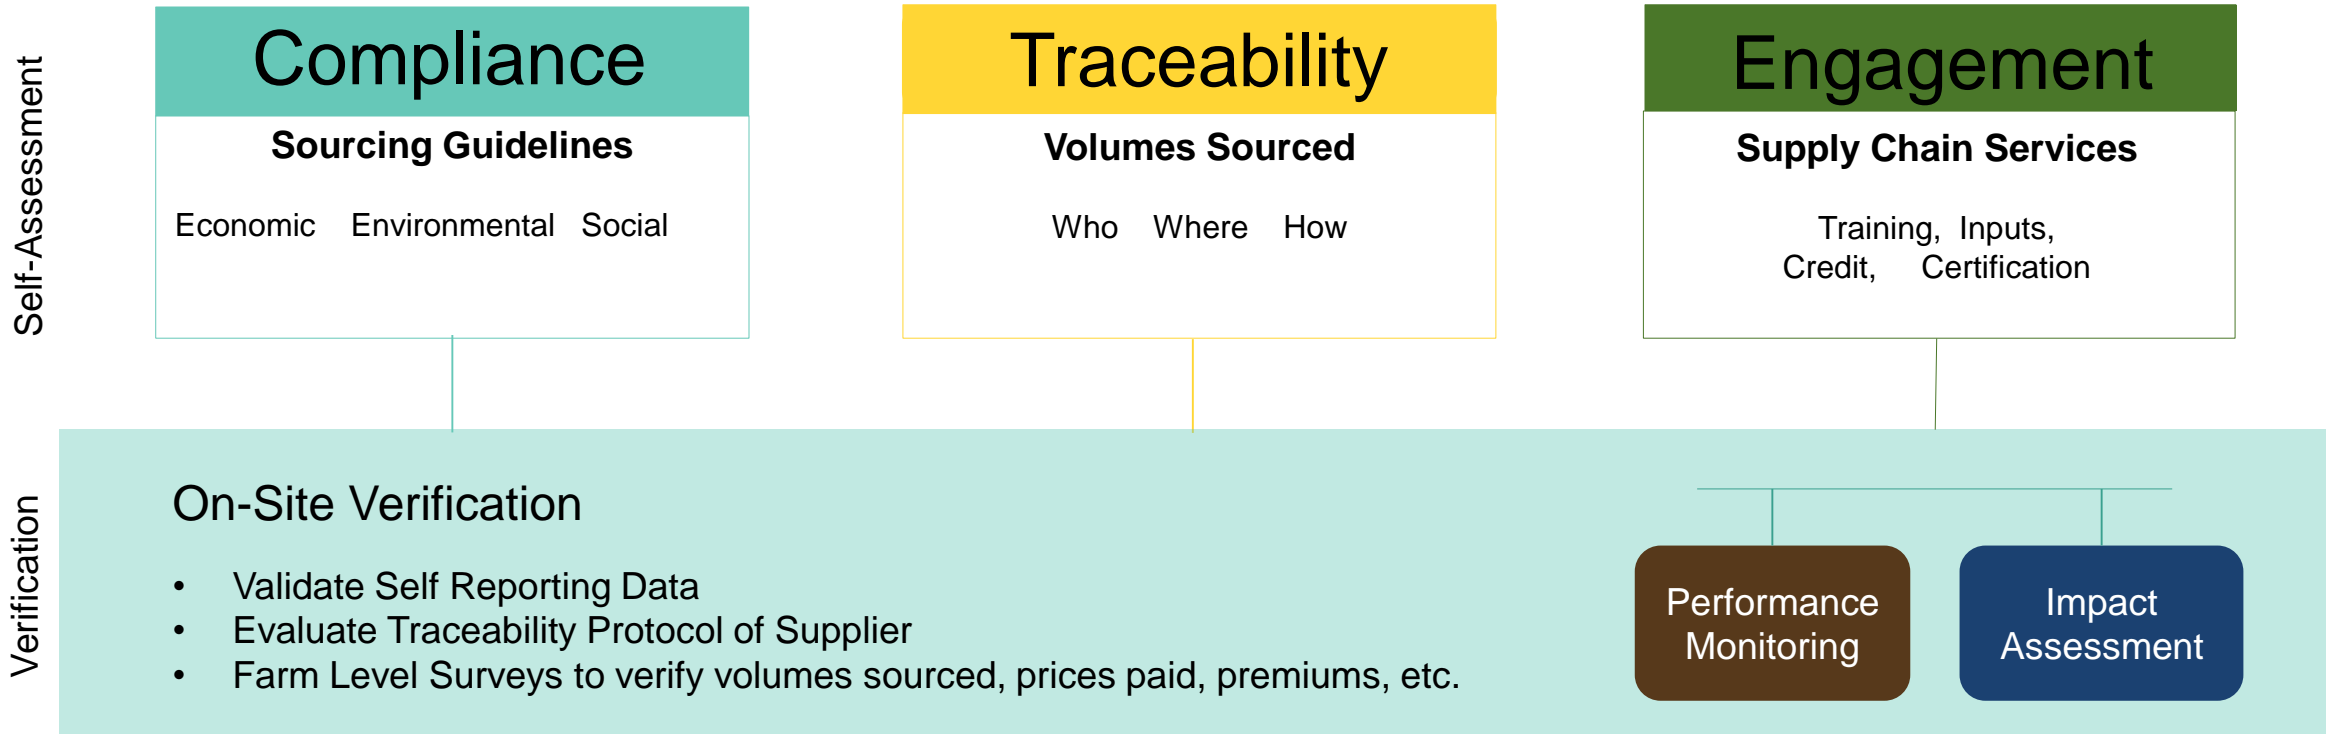 Self-Assessment
Compliance
Sourcing Guidelines
Economic Environmental Social
Traceability
Volumes Sourced
Who Where How
Engagement
Supply Chain Services
Training, Inputs,
Credit, Certification
Verification
On-Site Verification
• Validate Self Reporting Data
• Evaluate Traceability Protocol of Supplier
• Farm Level Surveys to verify volumes sourced, prices paid, premiums, etc.
Performance
Monitoring
Impact
Assessment